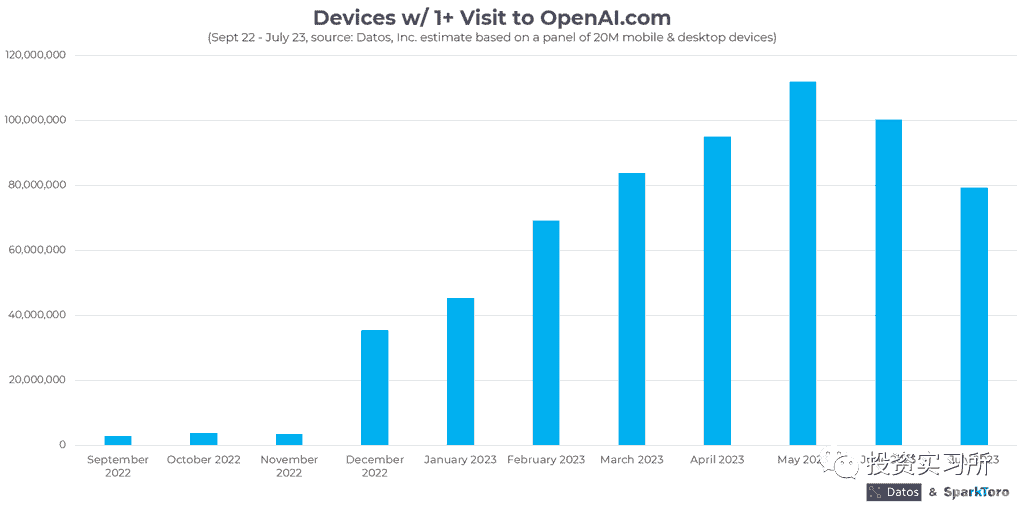 Devices w/ 1+ Visit to OpenAI.com
(Sept 22 - July 23, source: Datos, Inc. estimate based on a panel of 20M mobile & desktop devices)
120,000,000
100,000,000
80,000,000
60,000,000
40,000,000
20,000,000
0
September
2022
October 2022
November
2022
December
2022
January 2023
February 2023
March 2023
April 2023
May
投资实习所
Datos & SparkToro